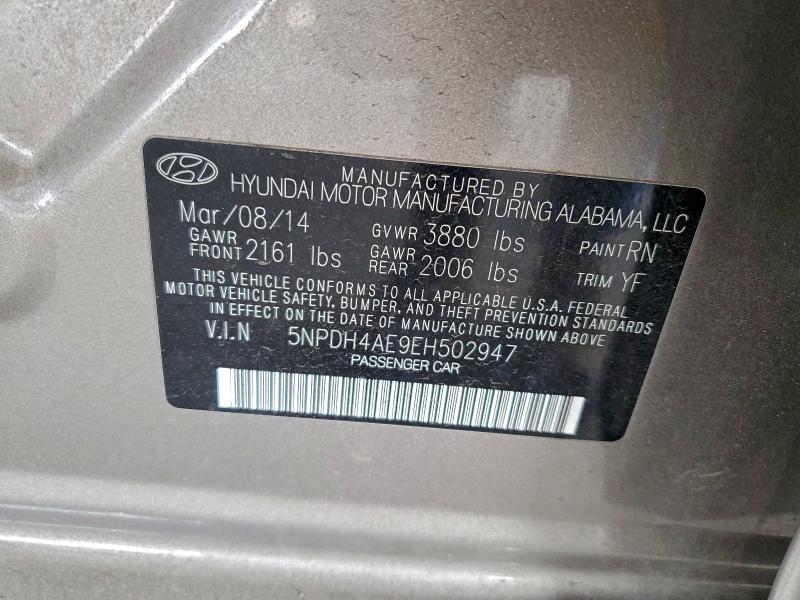 MANUFACTURED BY
HYUNDAI MOTOR MANUFACTURING ALABAMA, LLC
Mar/08/14 GVWR 3880 lbs PAINT RN
GAWR FRONT 2161 lbs GAWR REAR 2006 lbs TRIM YF
THIS VEHICLE CONFORMS TO ALL APPLICABLE U.S.A. FEDERAL
MOTOR VEHICLE SAFETY, BUMPER, AND THEFT PREVENTION STANDARDS
IN EFFECT ON THE DATE OF MANUFACTURE SHOWN ABOVE
V.I.N 5NPDH4AE9EH502947
PASSENGER CAR